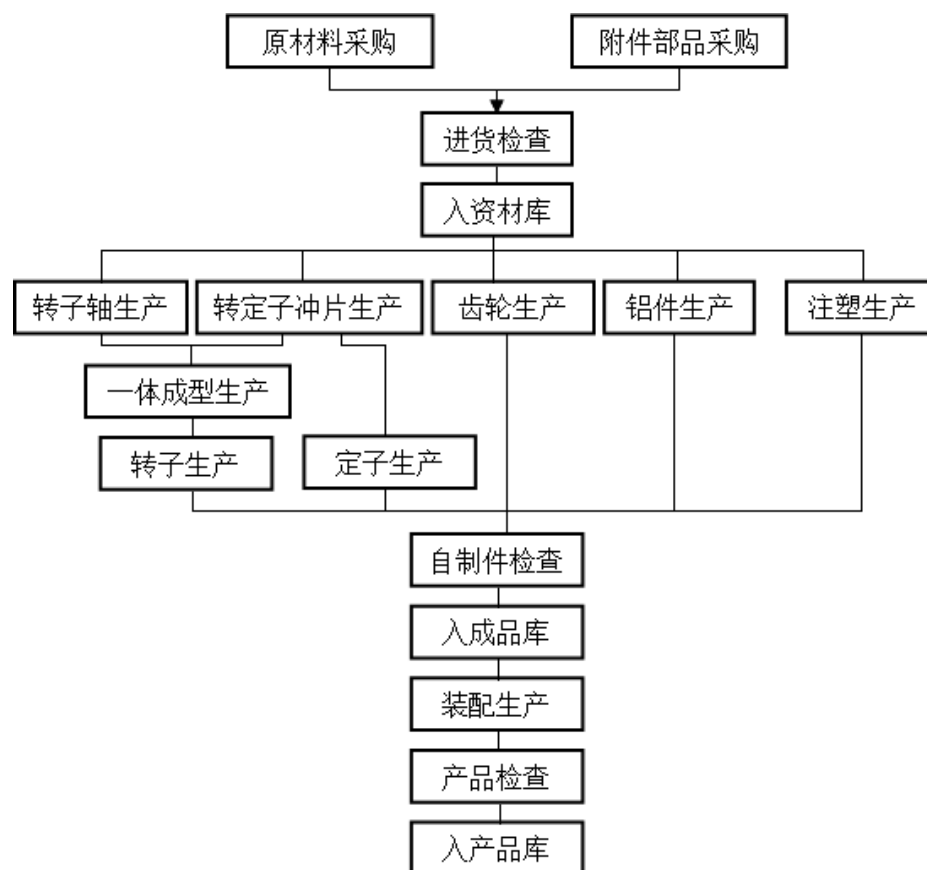 原材料采购
附件部品采购
进货检查
入资材库
转子轴生产
转定子冲片生产
齿轮生产
铝件生产
注塑生产
一体成型生产
转子生产
定子生产
自制件检查
入成品库
装配生产
产品检查
入产品库